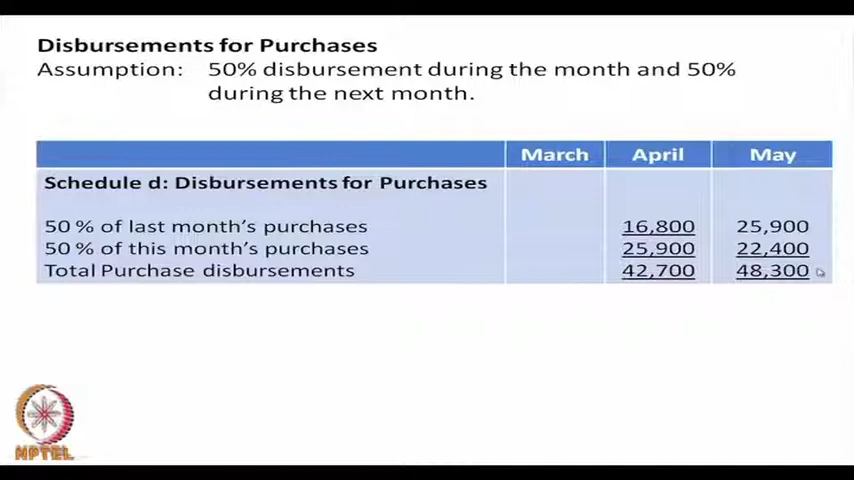 Disbursements for Purchases
Assumption: 50% disbursement during the month and 50%
during the next month.
March April May
Schedule d: Disbursements for Purchases
50 % of last month's purchases 16,800 25,900
50 % of this month's purchases 25,900 22,400
Total Purchase disbursements 42,700 48,300
NPTEL